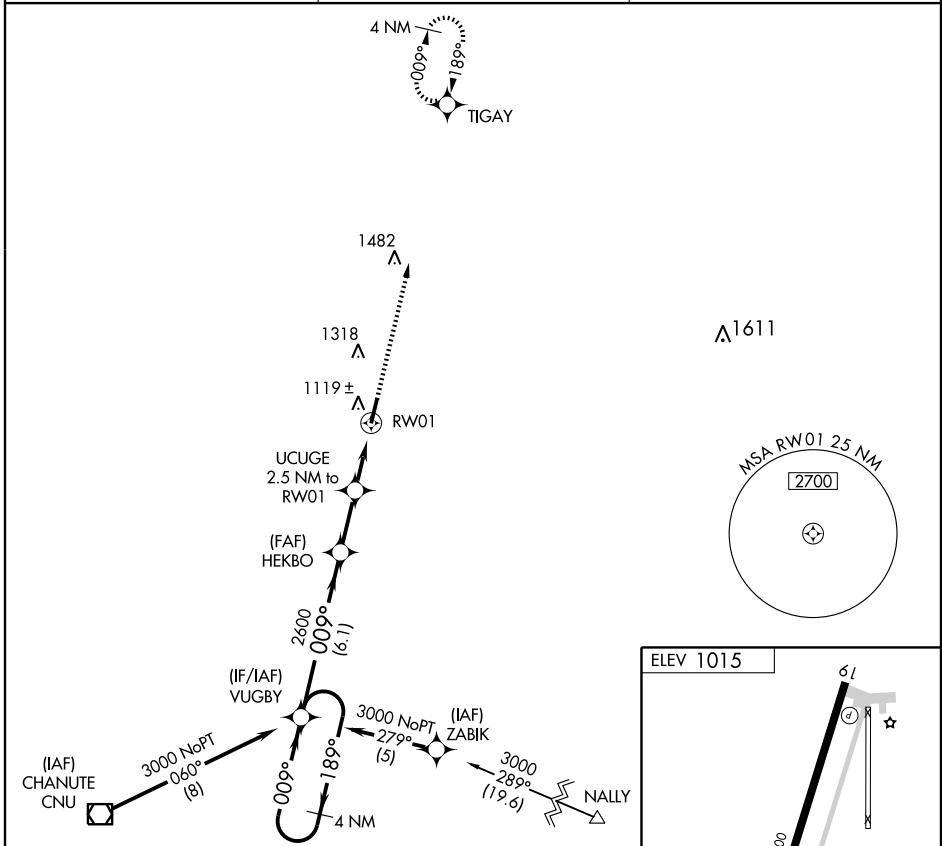 4 NM
009°
189°
TIGAY
1482
1318
1611
1119 ±
RW01
MSA RW01 25 NM
2700
UCUGE
2.5 NM to
RW01
(FAF)
HEKBO
2600
009°
(6.1)
(IF/IAF)
VUGBY
3000 NoPT
279°
(5)
(IAF)
ZABIK
3000 NoPT
060°
(8)
(IAF)
CHANUTE
CNU
009°
189°
4 NM
3000
289°
(19.6)
NALLY
ELEV 1015
19
P
X
X